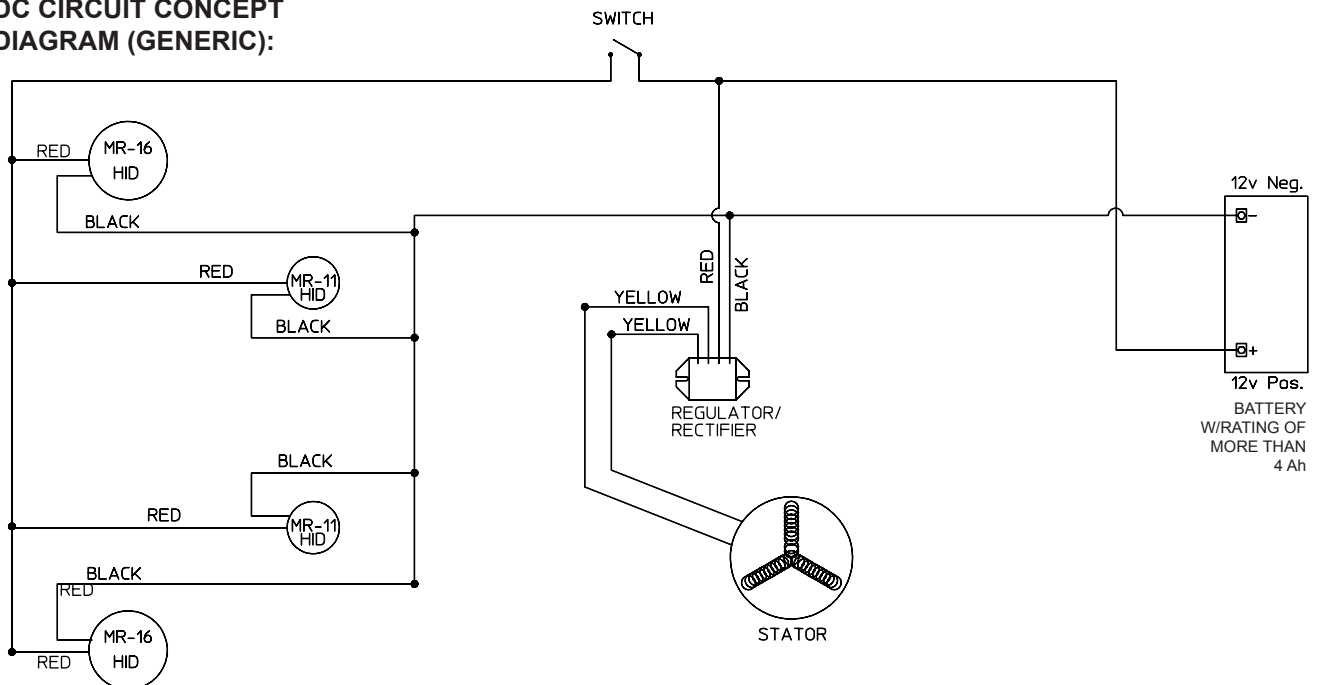 DC CIRCUIT CONCEPT
DIAGRAM (GENERIC):
SWITCH
RED
MR-16
HID
BLACK
RED
MR-11
HID
BLACK
12v Neg.
-
RED
BLACK
YELLOW
YELLOW
REGULATOR/
RECTIFIER
+
12v Pos.
BATTERY
W/RATING OF
MORE THAN
4 Ah
BLACK
RED
MR-11
HID
BLACK
RED
MR-16
HID
RED
STATOR